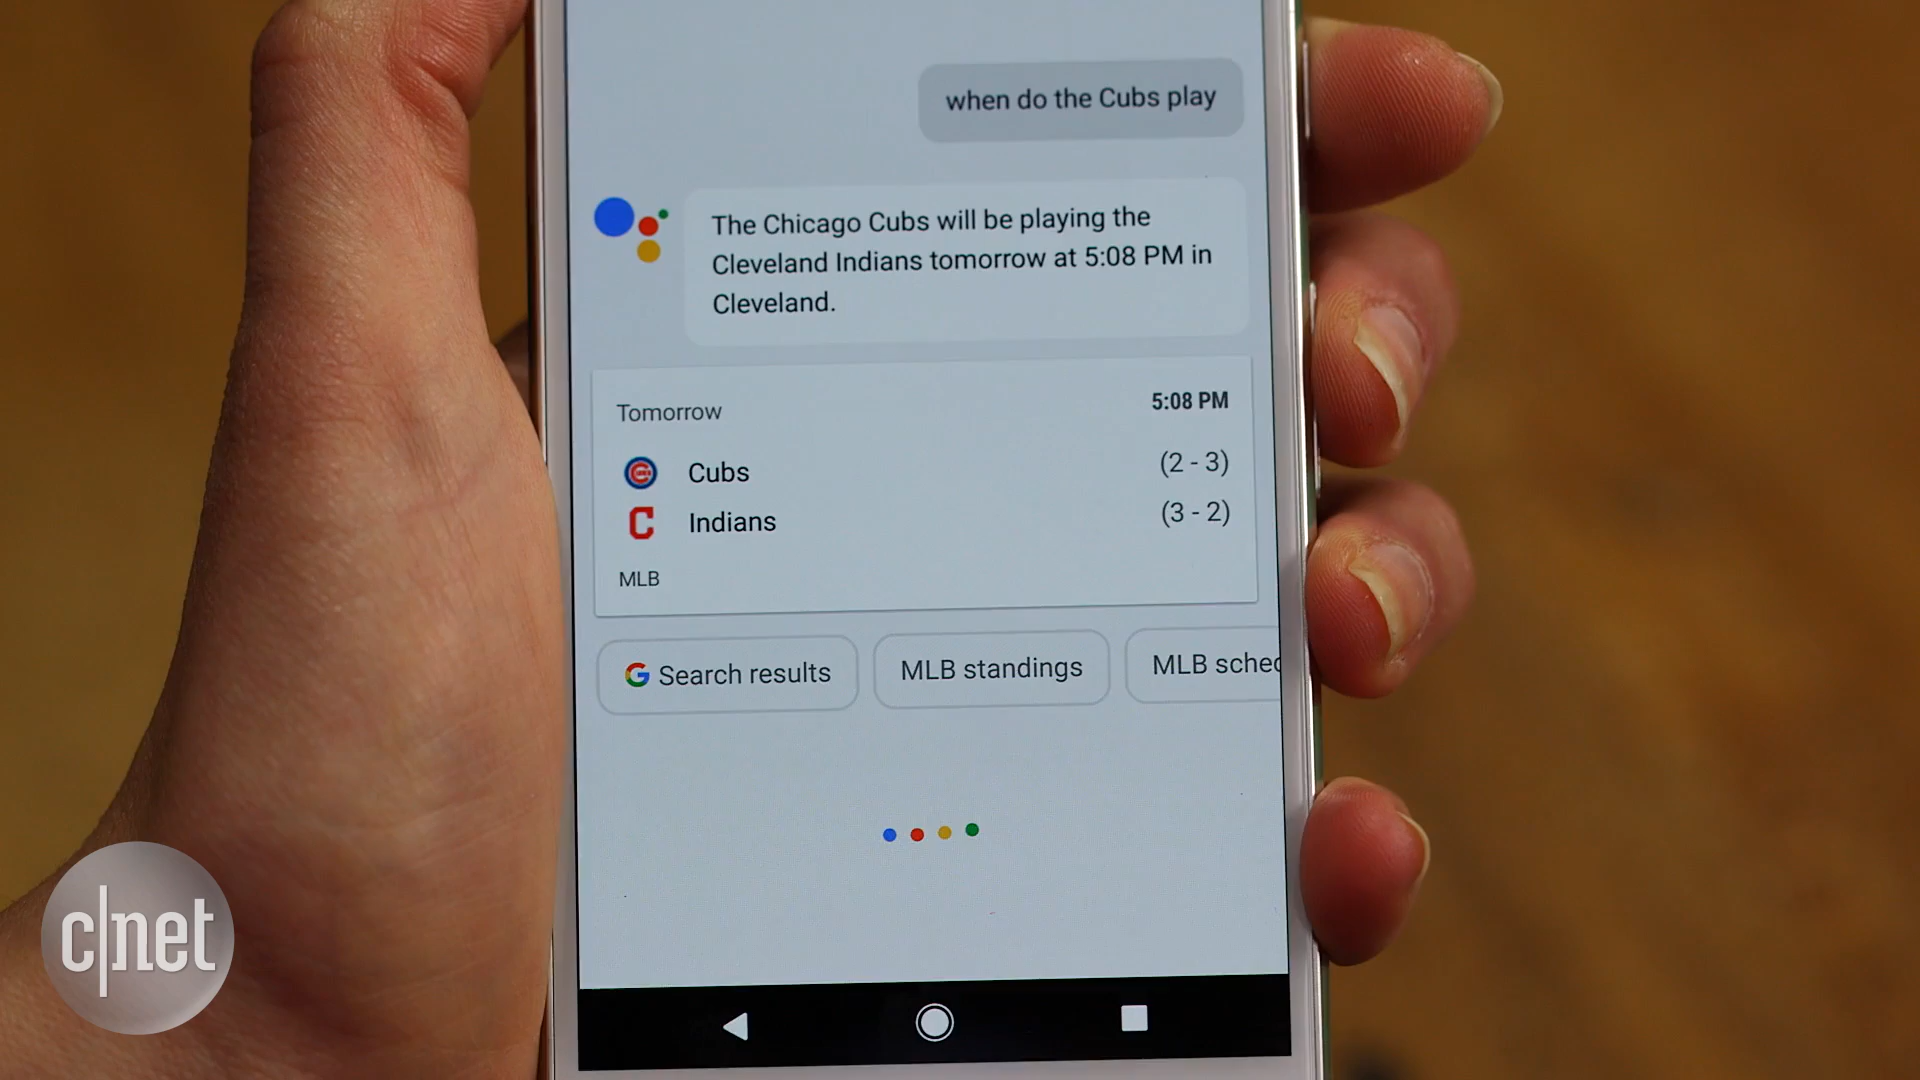 when do the Cubs play
The Chicago Cubs will be playing the
Cleveland Indians tomorrow at 5:08 PM in
Cleveland.
Tomorrow 5:08 PM
Cubs (2 - 3)
C Indians (3 - 2)
MLB
G Search results MLB standings MLB sched
c|net